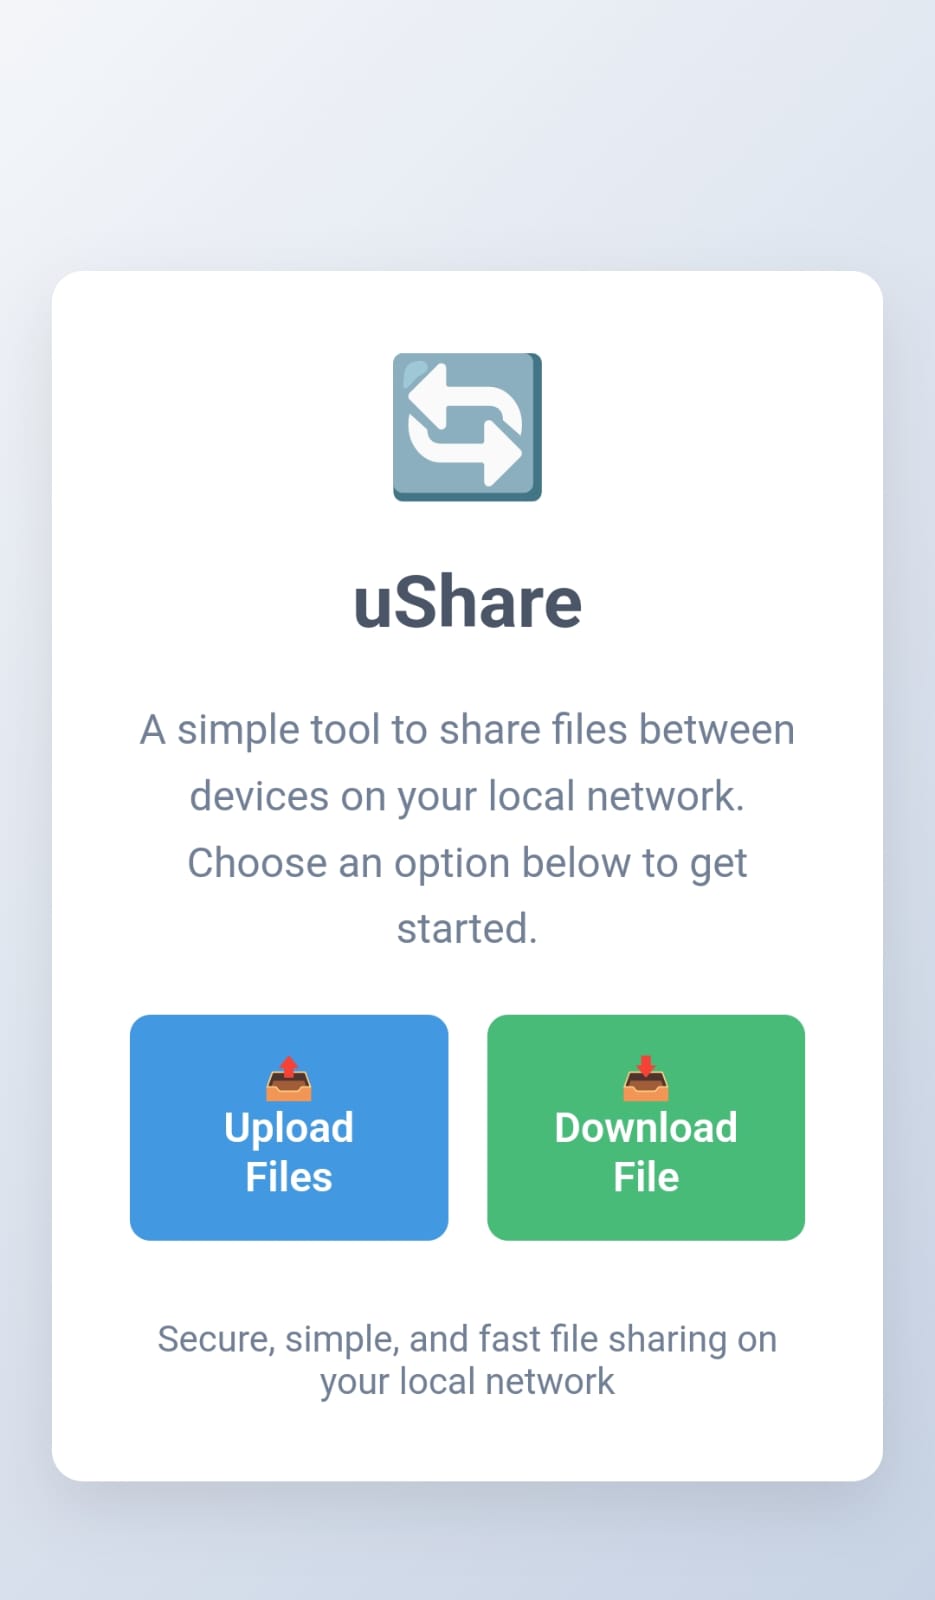 uShare
A simple tool to share files between
devices on your local network.
Choose an option below to get
started.
Upload
Files
Download
File
Secure, simple, and fast file sharing on
your local network